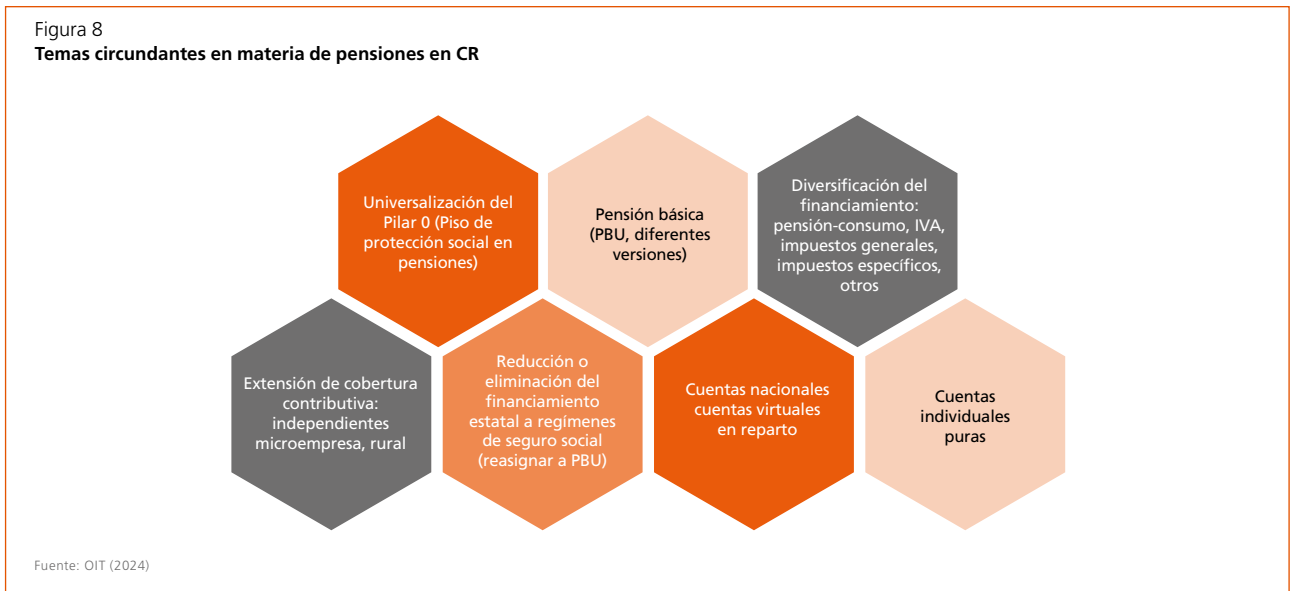 Figura 8
Temas circundantes en materia de pensiones en CR
Universalización del
Pilar 0 (Piso de
protección social en
pensiones)
Pensión básica
(PBU, diferentes
versiones)
Diversificación del
financiamiento:
pensión-consumo, IVA,
impuestos generales,
impuestos específicos,
otros
Extensión de cobertura
contributiva:
independientes
microempresa, rural
Reducción o
eliminación del
financiamiento
estatal a regímenes
de seguro social
(reasignar a PBU)
Cuentas nacionales
cuentas virtuales
en reparto
Cuentas
individuales
puras
Fuente: OIT (2024)